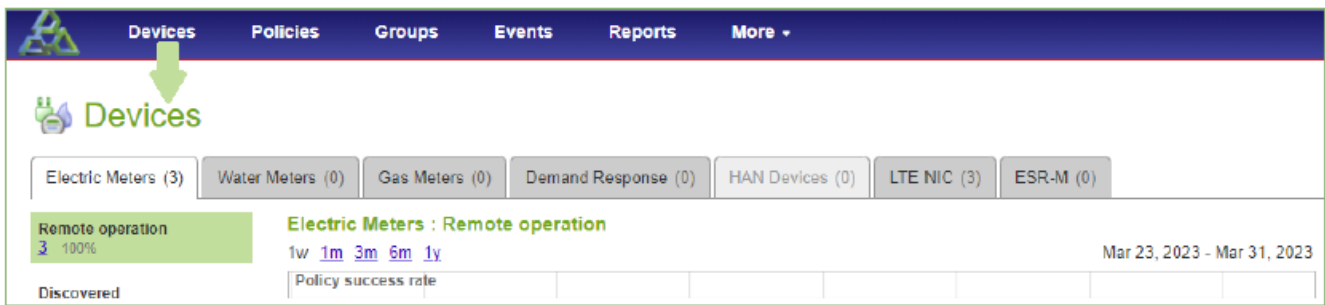 Devices Policies Groups Events Reports More
Devices
Electric Meters (3) Water Meters (0) Gas Meters (0) Demand Response (0) HAN Devices (0) LTE NIC (3) ESR-M (0)
Remote operation
3 100%
Discovered
Electric Meters : Remote operation
1w 1m 3m 6m 1y Mar 23, 2023 - Mar 31, 2023
Policy success rate